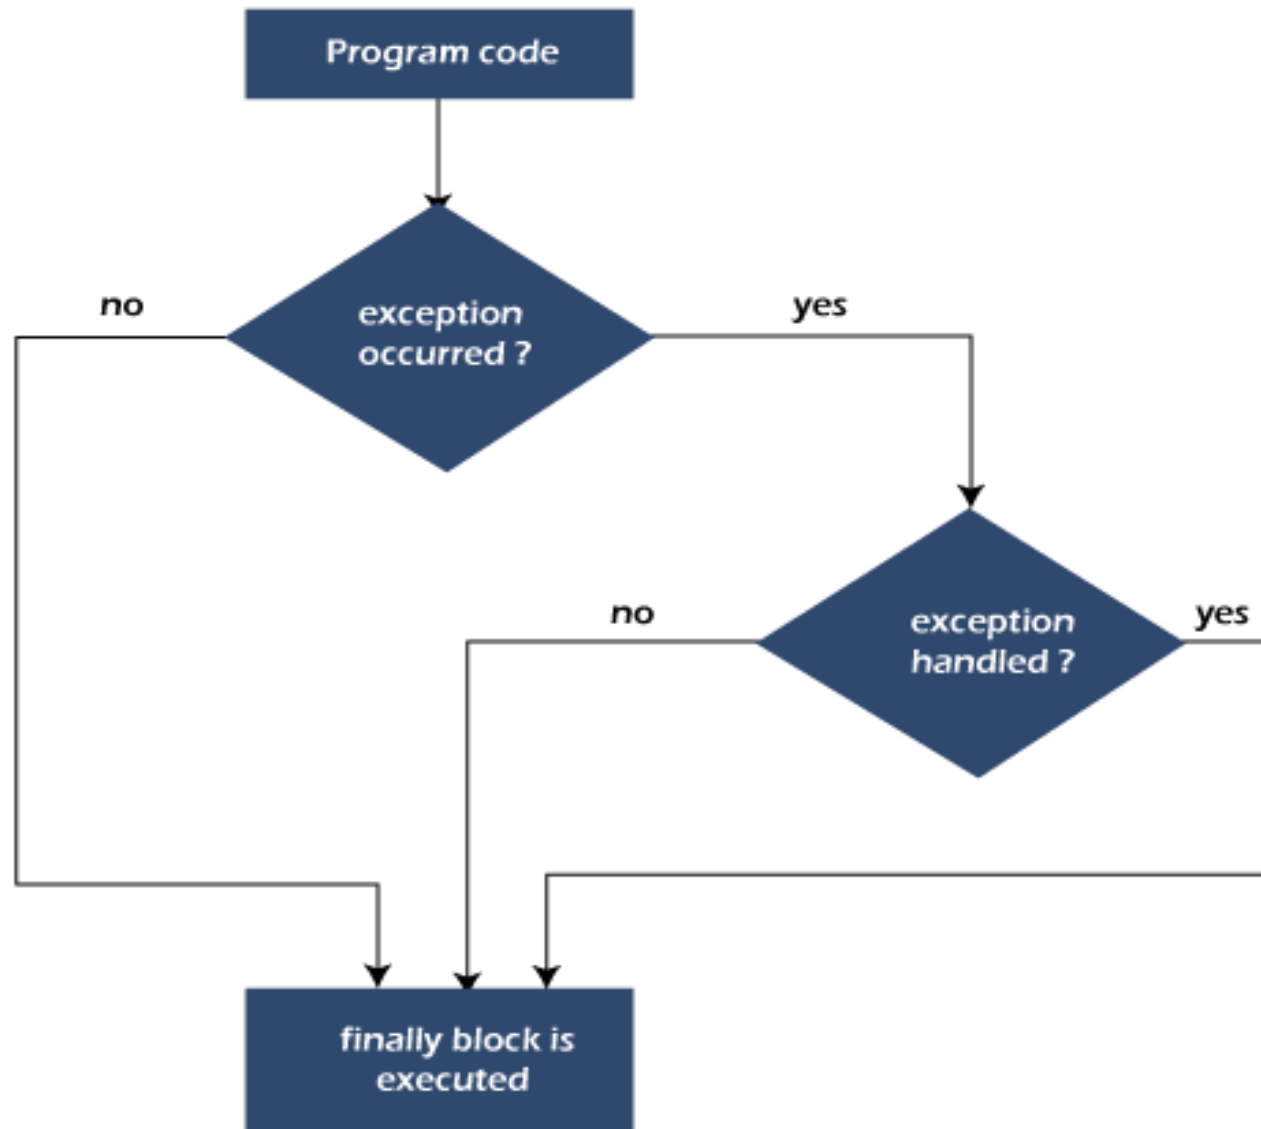 Program code
no
exception
occurred ?
yes
no
exception
handled ?
yes
finally block is
executed